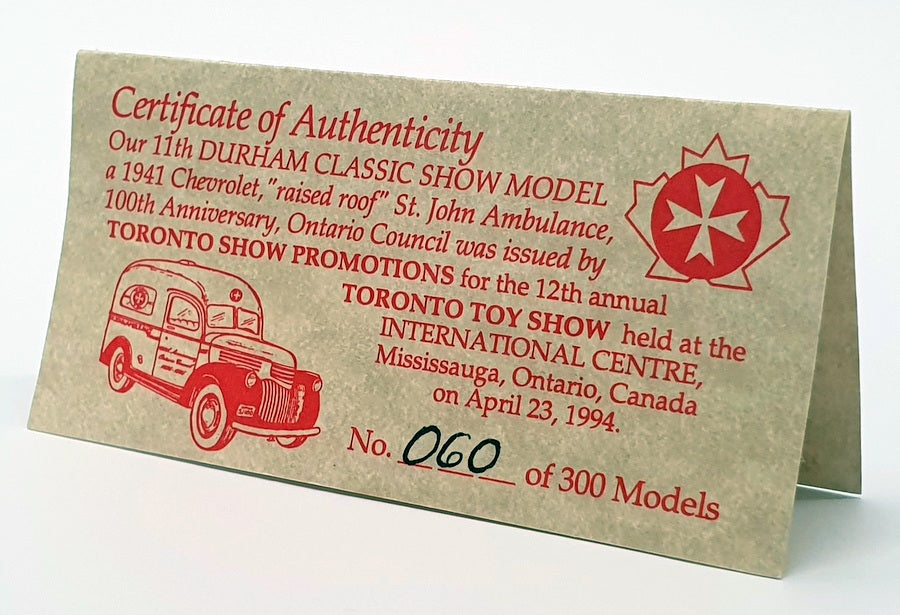 Certificate of Authenticity
Our 11th DURHAM CLASSIC SHOW MODEL
a 1941 Chevrolet,"raised roof" St. John Ambulance,
100th Anniversary, Ontario Council was issued by
TORONTO SHOW PROMOTIONS for the 12th annual
TORONTO TOY SHOW held at the
INTERNATIONAL CENTRE,
Mississauga, Ontario, Canada
on April 23, 1994.
No. 060 of 300 Models